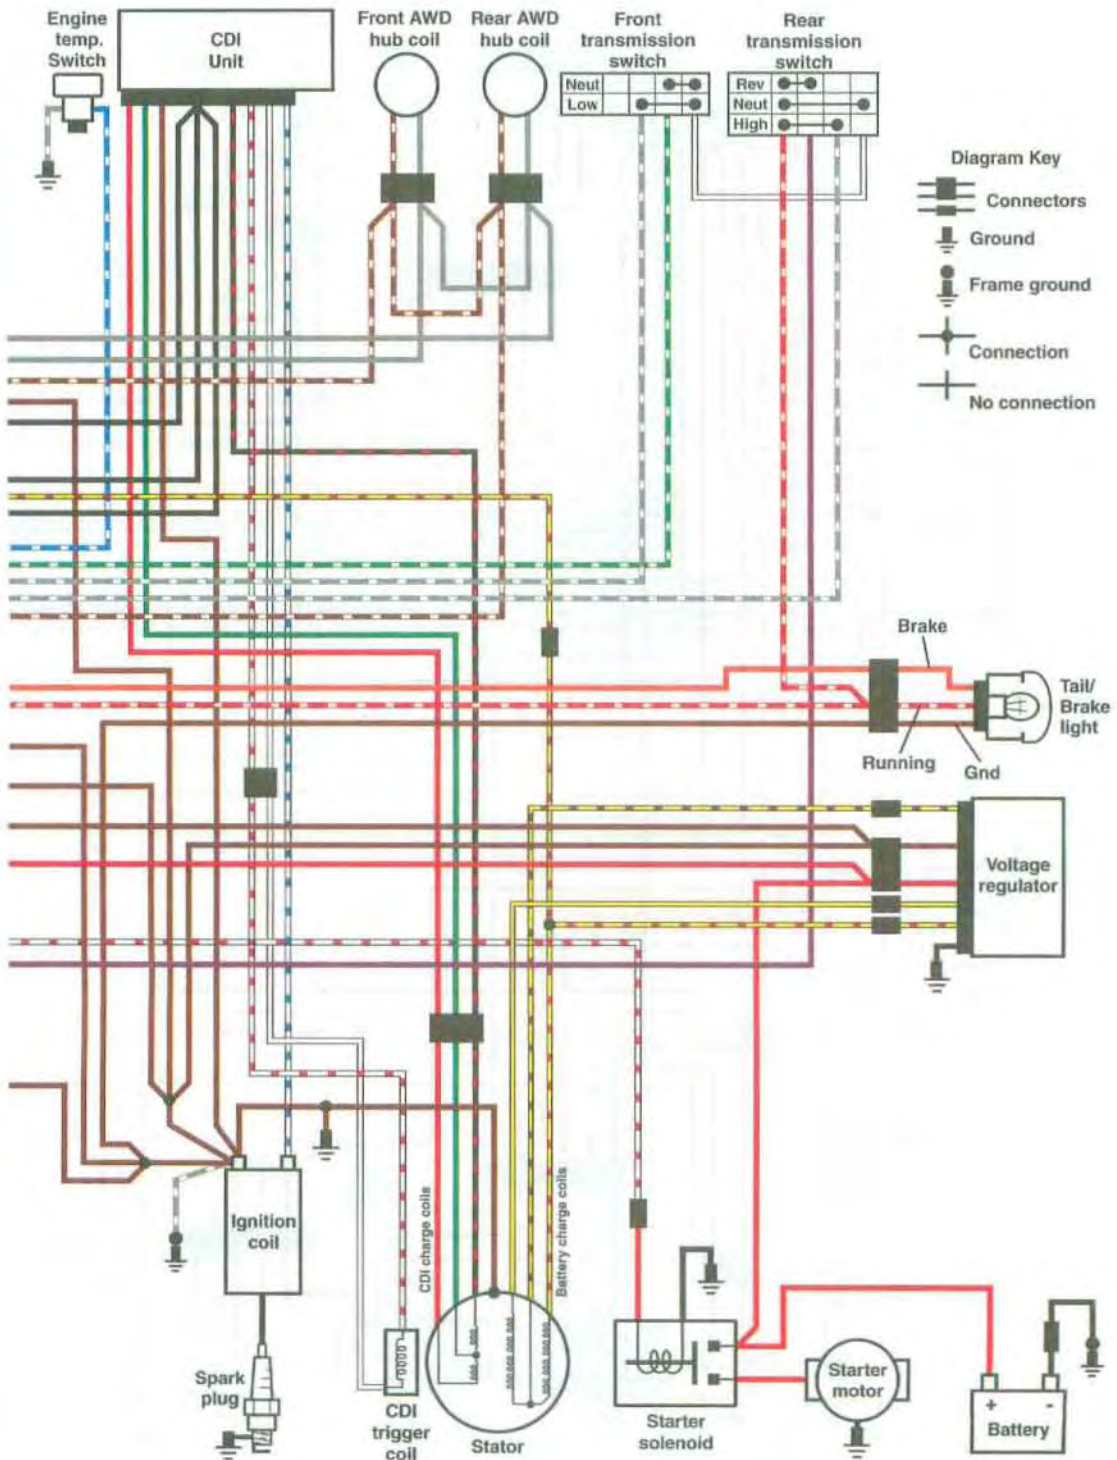 Engine
temp.
Switch
CDI
Unit
Front AWD
hub coil
Rear AWD
hub coil
Front
transmission
switch
Neut
Low
Rear
transmission
switch
Rev
Neut
High
Diagram Key
Connectors
Ground
Frame ground
Connection
No connection
Brake
Tail/
Brake
light
Running
Gnd
Voltage
regulator
CDI charge coils
Battery charge coils
Ignition
coil
Spark
plug
CDI
trigger
coil
Stator
Starter
solenoid
Starter
motor
+
-
Battery